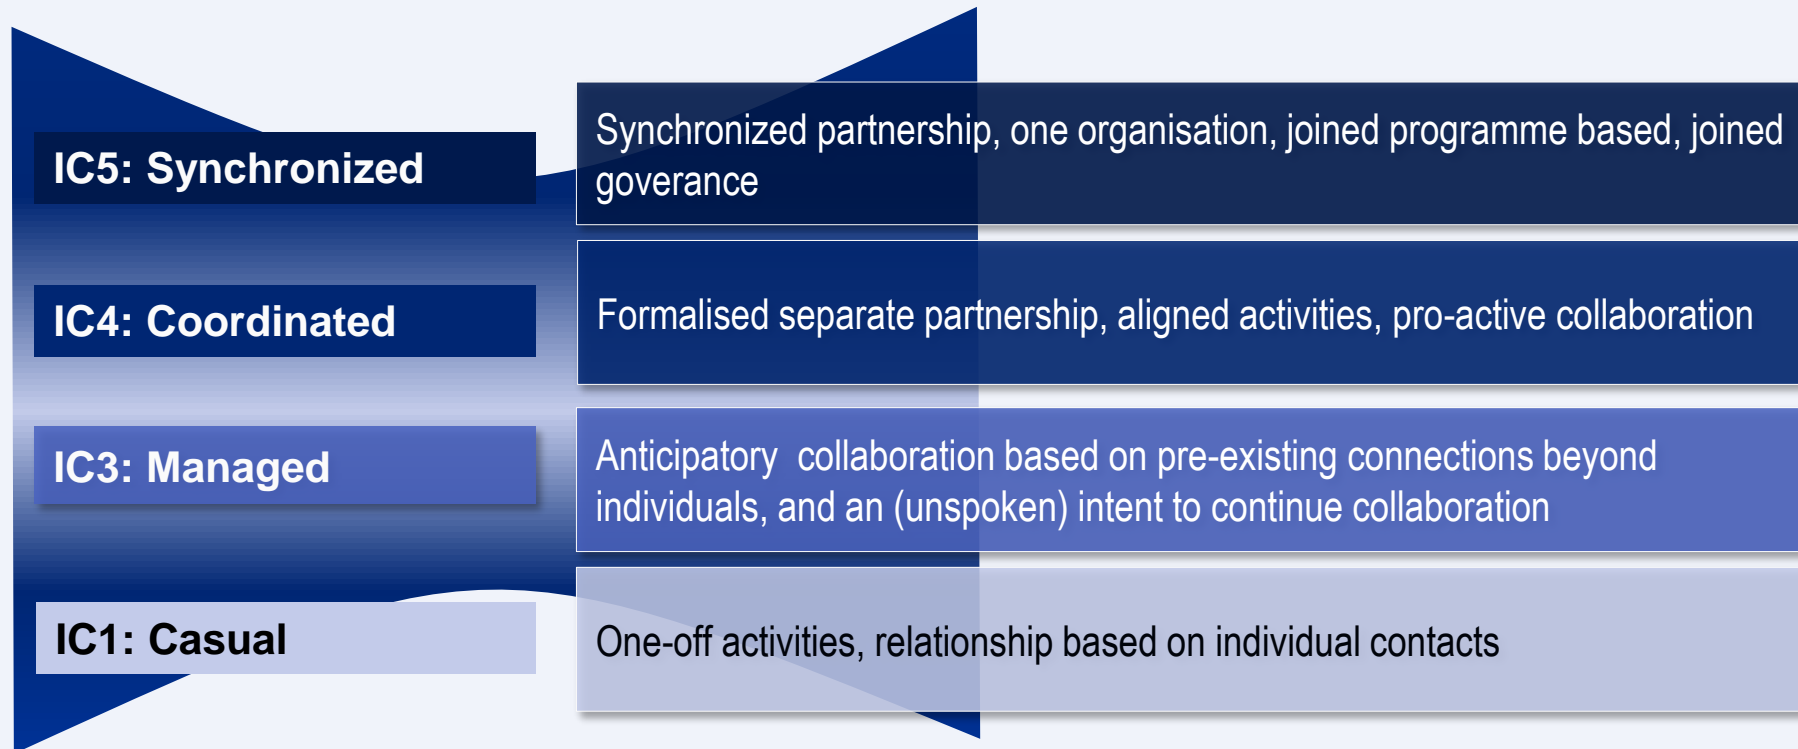 IC5: Synchronized
Synchronized partnership, one organisation, joined programme based, joined
goverance
IC4: Coordinated
Formalised separate partnership, aligned activities, pro-active collaboration
IC3: Managed
Anticipatory  collaboration based on pre-existing connections beyond
individuals, and an (unspoken) intent to continue collaboration
IC1: Casual
One-off activities, relationship based on individual contacts